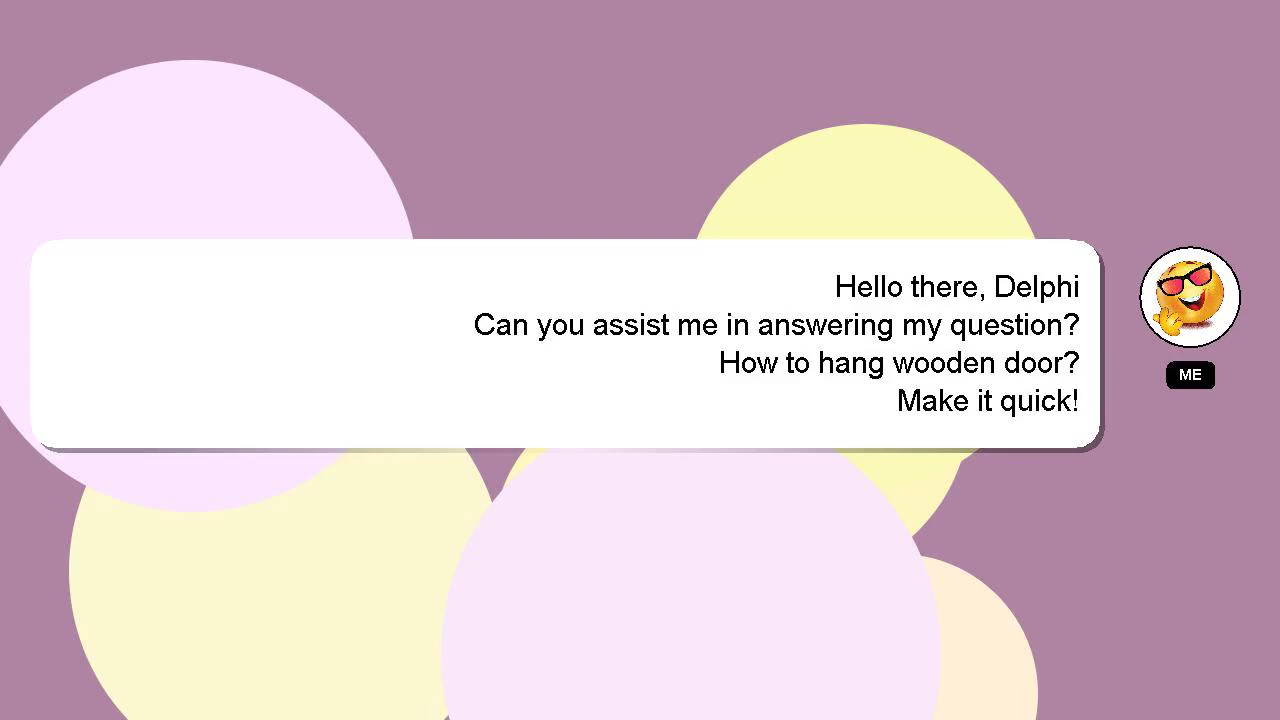 Hello there, Delphi
Can you assist me in answering my question?
How to hang wooden door?
Make it quick!
ME